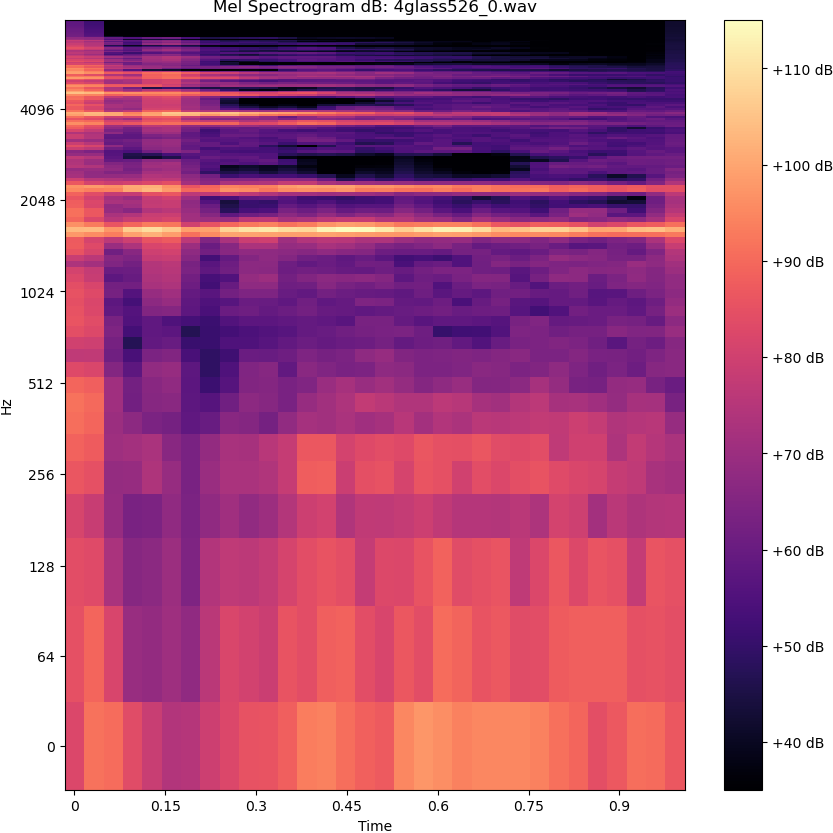 Mel Spectrogram dB: 4glass526_0.wav
+110 dB
4096
+100 dB
2048
+90 dB
1024
+80 dB
512
Hz
+70 dB
256
+60 dB
128
+50 dB
64
0
+40 dB
0 0.15 0.3 0.45 0.6 0.75 0.9
Time